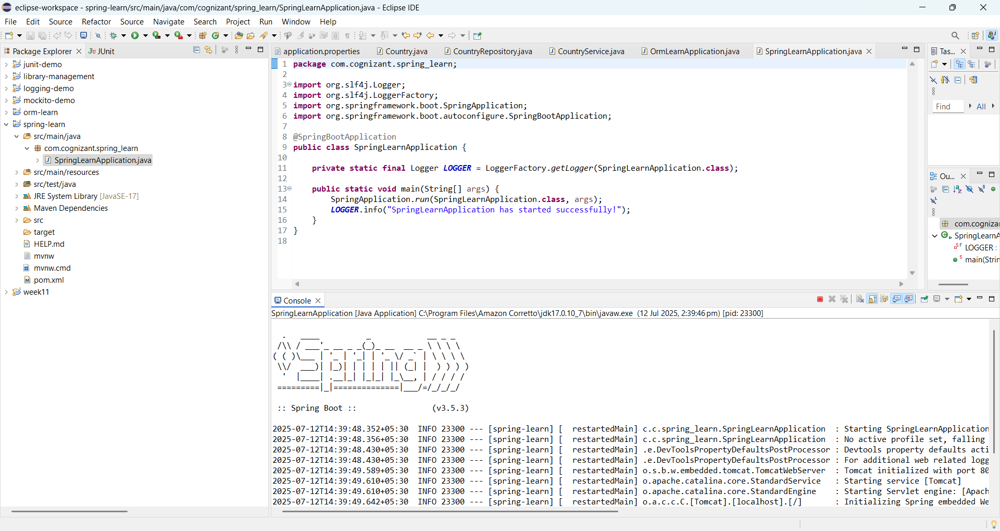 eclipse-workspace - spring-learn/src/main/java/com/cognizant/spring_learn/SpringLearnApplication.java - Eclipse IDE
File Edit Source Refactor Source Navigate Search Project Run Window Help
Package Explorer
JUnit
junit-demo
library-management
logging-demo
mockito-demo
orm-learn
spring-learn
src/main/java
com.cognizant.spring_learn
SpringLearnApplication.java
src/main/resources
src/test/java
JRE System Library [JavaSE-17]
Maven Dependencies
src
target
HELP.md
mvnw
mvnw.cmd
pom.xml
week11
application.properties Country.java CountryRepository.java CountryService.java OrmLearnApplication.java SpringLearnApplication.java
1 package com.cognizant.spring_learn;
2
3 import org.slf4j.Logger;
4 import org.slf4j.LoggerFactory;
5 import org.springframework.boot.SpringApplication;
6 import org.springframework.boot.autoconfigure.SpringBootApplication;
7
8 @SpringBootApplication
9 public class SpringLearnApplication {
10
11 private static final Logger LOGGER = LoggerFactory.getLogger(SpringLearnApplication.class);
12
13 public static void main(String[] args) {
14 SpringApplication.run(SpringLearnApplication.class, args);
15 LOGGER.info("SpringLearnApplication has started successfully!");
16 }
17 }
18
Tas...
Find All
Ou...
com.cogniza
SpringLearnA
LOGGER :
main(Strin
Console
SpringLearnApplication [Java Application] C:\Program Files\Amazon Corretto\jdk17.0.10_7\bin\javaw.exe (12 Jul 2025, 2:39:46 pm) [pid: 23300]
Spring
:: Spring Boot :: (v3.5.3)
2025-07-12T14:39:48.352+05:30 INFO 23300 --- [spring-learn] [ restartedMain] c.c.spring_learn.SpringLearnApplication : Starting SpringLearnApplication
2025-07-12T14:39:48.356+05:30 INFO 23300 --- [spring-learn] [ restartedMain] c.c.spring_learn.SpringLearnApplication : No active profile set, falling
2025-07-12T14:39:48.430+05:30 INFO 23300 --- [spring-learn] [ restartedMain] .e.DevToolsPropertyDefaultsPostProcessor : Devtools property defaults acti
2025-07-12T14:39:48.430+05:30 INFO 23300 --- [spring-learn] [ restartedMain] .e.DevToolsPropertyDefaultsPostProcessor : For additional web related logg
2025-07-12T14:39:49.589+05:30 INFO 23300 --- [spring-learn] [ restartedMain] o.s.b.w.embedded.tomcat.TomcatWebServer : Tomcat initialized with port 80
2025-07-12T14:39:49.610+05:30 INFO 23300 --- [spring-learn] [ restartedMain] o.apache.catalina.core.StandardService : Starting service [Tomcat]
2025-07-12T14:39:49.610+05:30 INFO 23300 --- [spring-learn] [ restartedMain] o.apache.catalina.core.StandardEngine : Starting Servlet engine: [Apach
2025-07-12T14:39:49.642+05:30 INFO 23300 --- [spring-learn] [ restartedMain] o.a.c.c.C.[Tomcat].[localhost].[/] : Initializing Spring embedded We